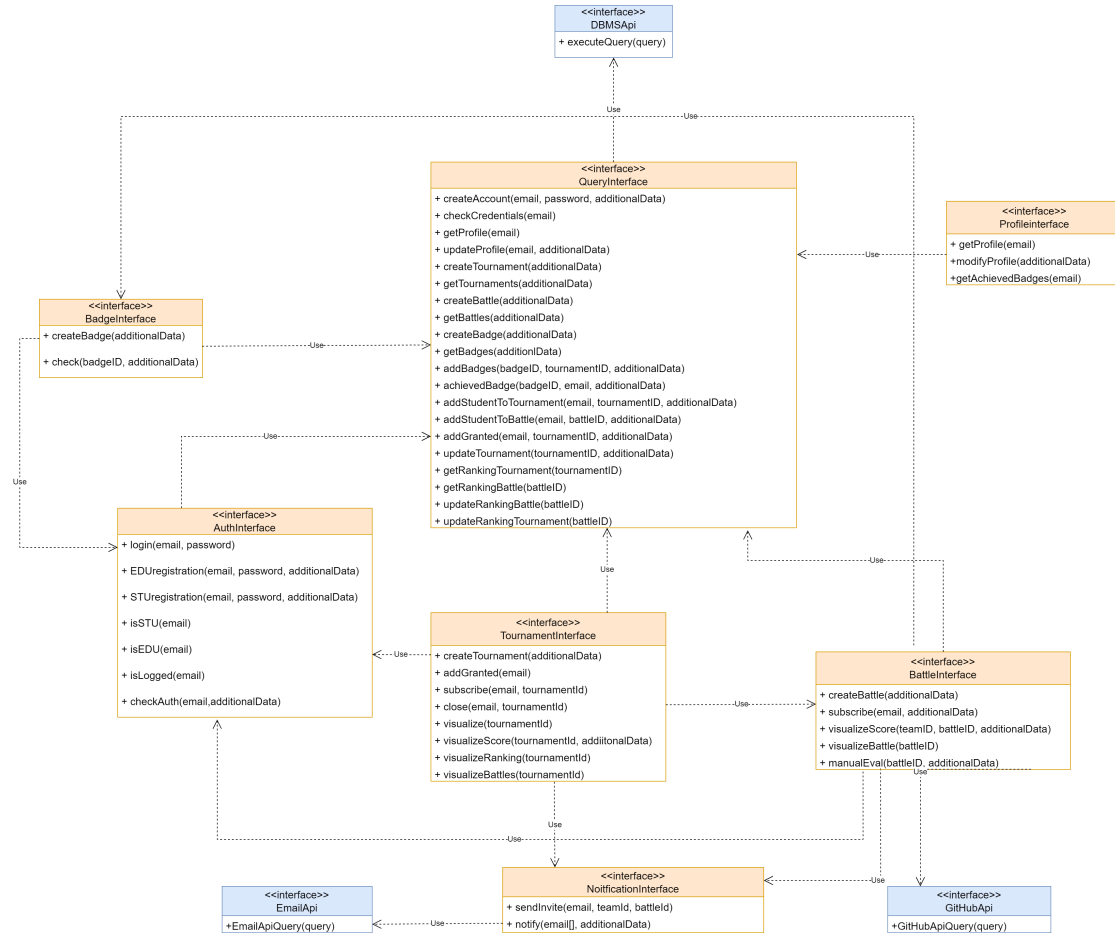 <<interface>>
DBMSApi
+ executeQuery(query)
Use
Use
<<interface>>
QueryInterface
+ createAccount(email, password, additionalData)
+ checkCredentials(email)
+ getProfile(email)
+ updateProfile(email, additionalData)
+ createTournament(additionalData)
+ getTournaments(additionalData)
+ createBattle(additionalData)
+ getBattles(additionalData)
+ createBadge(additionalData)
+ getBadges(additionlData)
+ addBadges(badgeID, tournamentID, additionalData)
+ achievedBadge(badgeID, email, additionalData)
+ addStudentToTournament(email, tournamentID, additionalData)
+ addStudentToBattle(email, battleID, additionalData)
+ addGranted(email, tournamentID, additionalData)
+ updateTournament(tournamentID, additionalData)
+ getRankingTournament(tournamentID)
+ getRankingBattle(battleID)
+ updateRankingBattle(battleID)
+ updateRankingTournament(battleID)
<<interface>>
Profileinterface
+ getProfile(email)
+modifyProfile(additionalData)
+getAchievedBadges(email)
Use
<<interface>>
BadgeInterface
+ createBadge(additionalData)
+ check(badgeID, additionalData)
Use
Use
Use
<<interface>>
AuthInterface
+ login(email, password)
+ EDUregistration(email, password, additionalData)
+ STUregistration(email, password, additionalData)
+ isSTU(email)
+ isEDU(email)
+ isLogged(email)
+ checkAuth(email,additionalData)
Use
Use
Use
<<interface>>
TournamentInterface
+ createTournament(additionalData)
+ addGranted(email)
+ subscribe(email, tournamentId)
+ close(email, tournamentId)
+ visualize(tournamentId)
+ visualizeScore(tournamentId, addiitonalData)
+ visualizeRanking(tournamentId)
+ visualizeBattles(tournamentId)
Use
<<interface>>
BattleInterface
+ createBattle(additionalData)
+ subscribe(email, additionalData)
+ visualizeScore(teamID, battleID, additionalData)
+ visualizeBattle(battleID)
+ manualEval(battleID, additionalData)
Use
Use
Use
Use
<<interface>>
NoitficationInterface
+ sendInvite(email, teamId, battleId)
+ notify(email[], additionalData)
Use
<<interface>>
EmailApi
+EmailApiQuery(query)
<<interface>>
GitHubApi
+GitHubApiQuery(query)